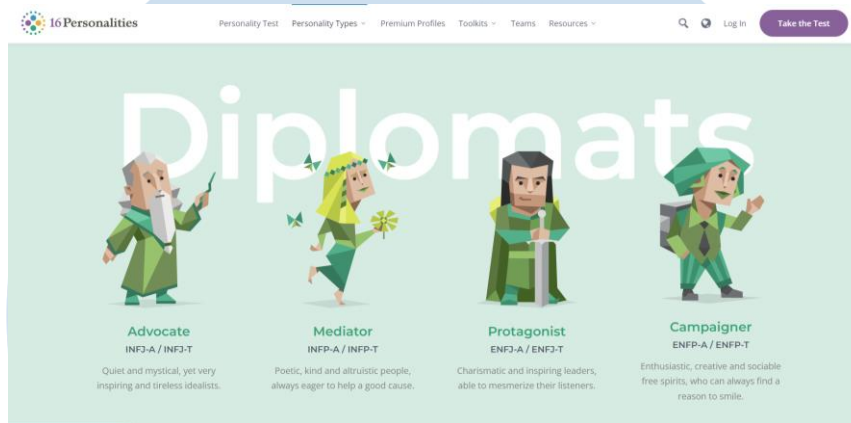 16Personalities
Personality Test
Personality Types
Premium Profiles
Toolkits
Teams
Resources
Log In
Take the Test
Diplomats
Advocate
INFJ-A / INFJ-T
Quiet and mystical, yet very
inspiring and tireless idealists.
Mediator
INFP-A / INFP-T
Poetic, kind and altruistic people,
always eager to help a good cause.
Protagonist
ENFJ-A / ENFJ-T
Charismatic and inspiring leaders,
able to mesmerize their listeners.
Campaigner
ENFP-A / ENFP-T
Enthusiastic, creative and sociable
free spirits, who can always find a
reason to smile.